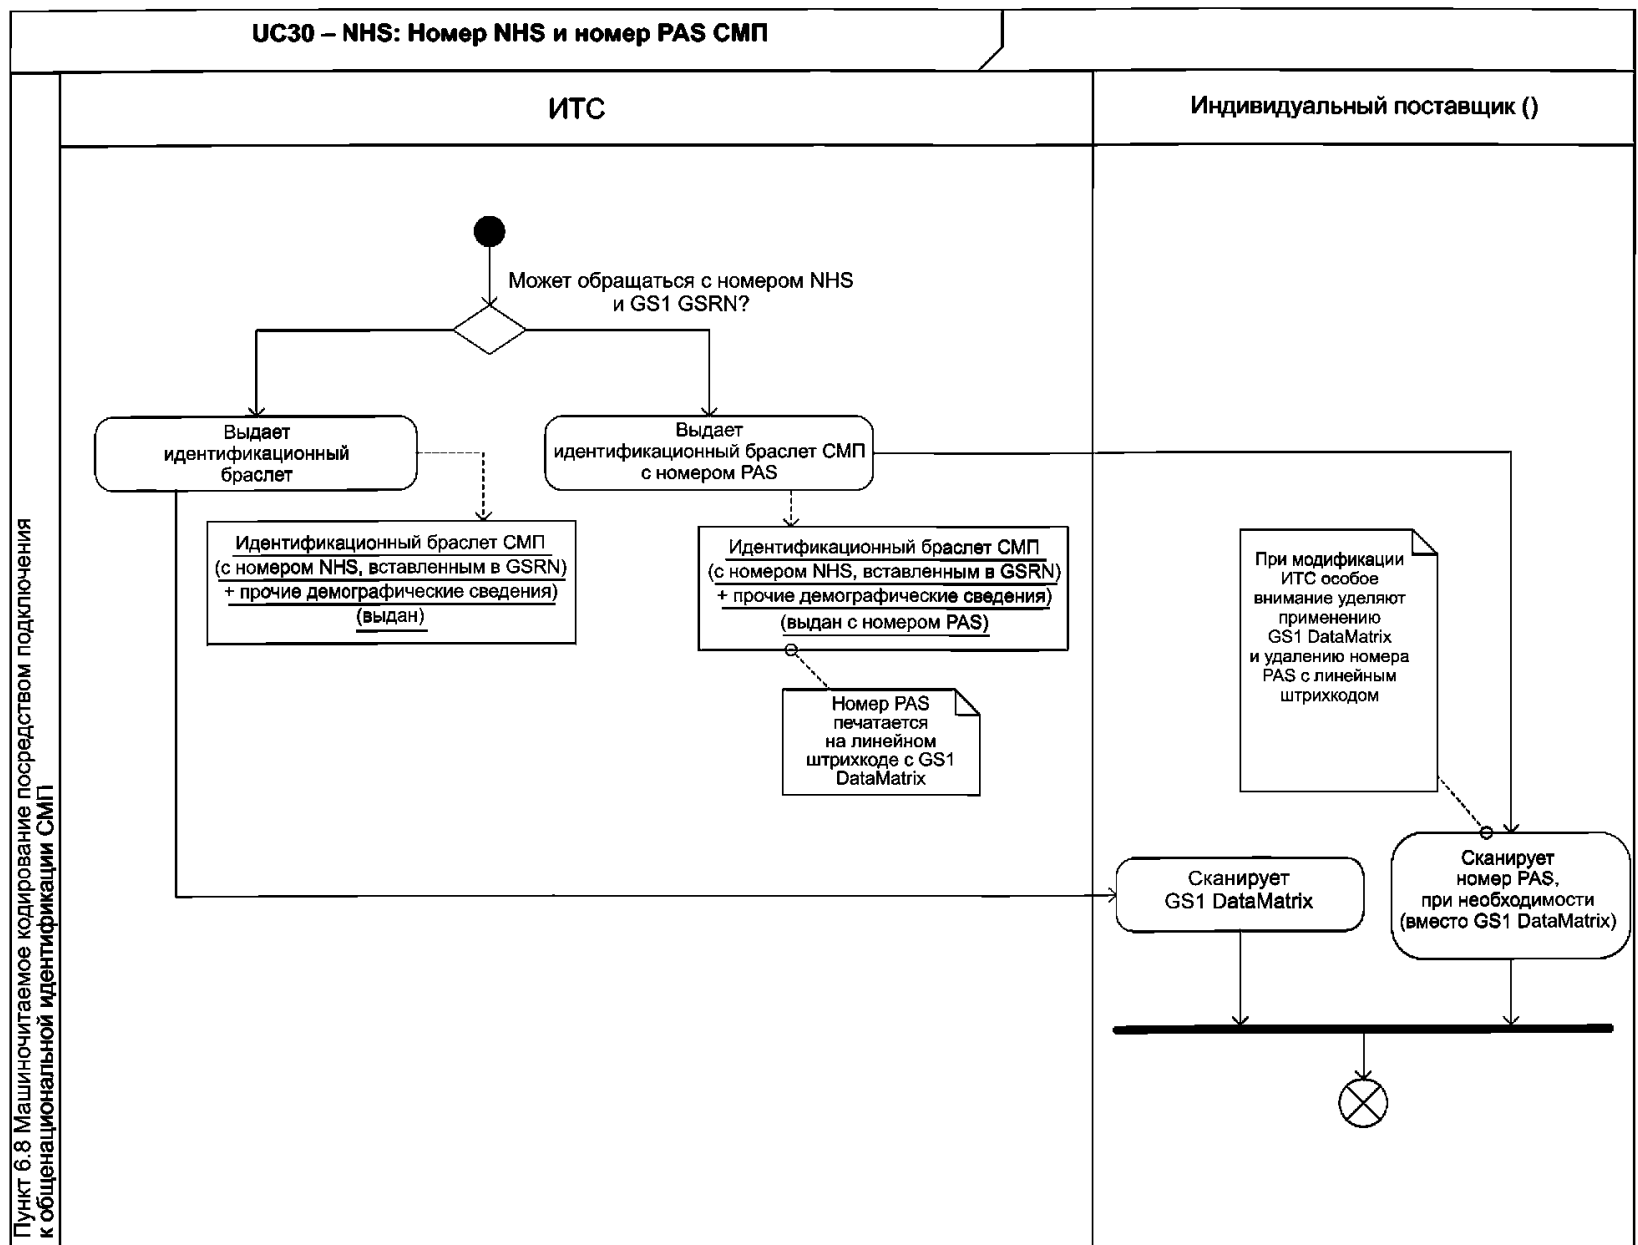 UC30 – NHS: Номер NHS и номер PAS СМП
ИТС
Индивидуальный поставщик ()
Пункт 6.8 Машиночитаемое кодирование посредством подключения
к общенациональной идентификации СМП
Может обращаться с номером NHS
и GS1 GSRN?
Выдает
идентификационный
браслет
Выдает
идентификационный браслет СМП
с номером PAS
Идентификационный браслет СМП
(с номером NHS, вставленным в GSRN)
+ прочие демографические сведения)
(выдан)
Идентификационный браслет СМП
(с номером NHS, вставленным в GSRN)
+ прочие демографические сведения)
(выдан с номером PAS)
Номер PAS
печатается
на линейном
штрихкоде с GS1
DataMatrix
При модификации
ИТС особое
внимание уделяют
применению
GS1 DataMatrix
и удалению номера
PAS с линейным
штрихкодом
Сканирует
GS1 DataMatrix
Сканирует
номер PAS,
при необходимости
(вместо GS1 DataMatrix)